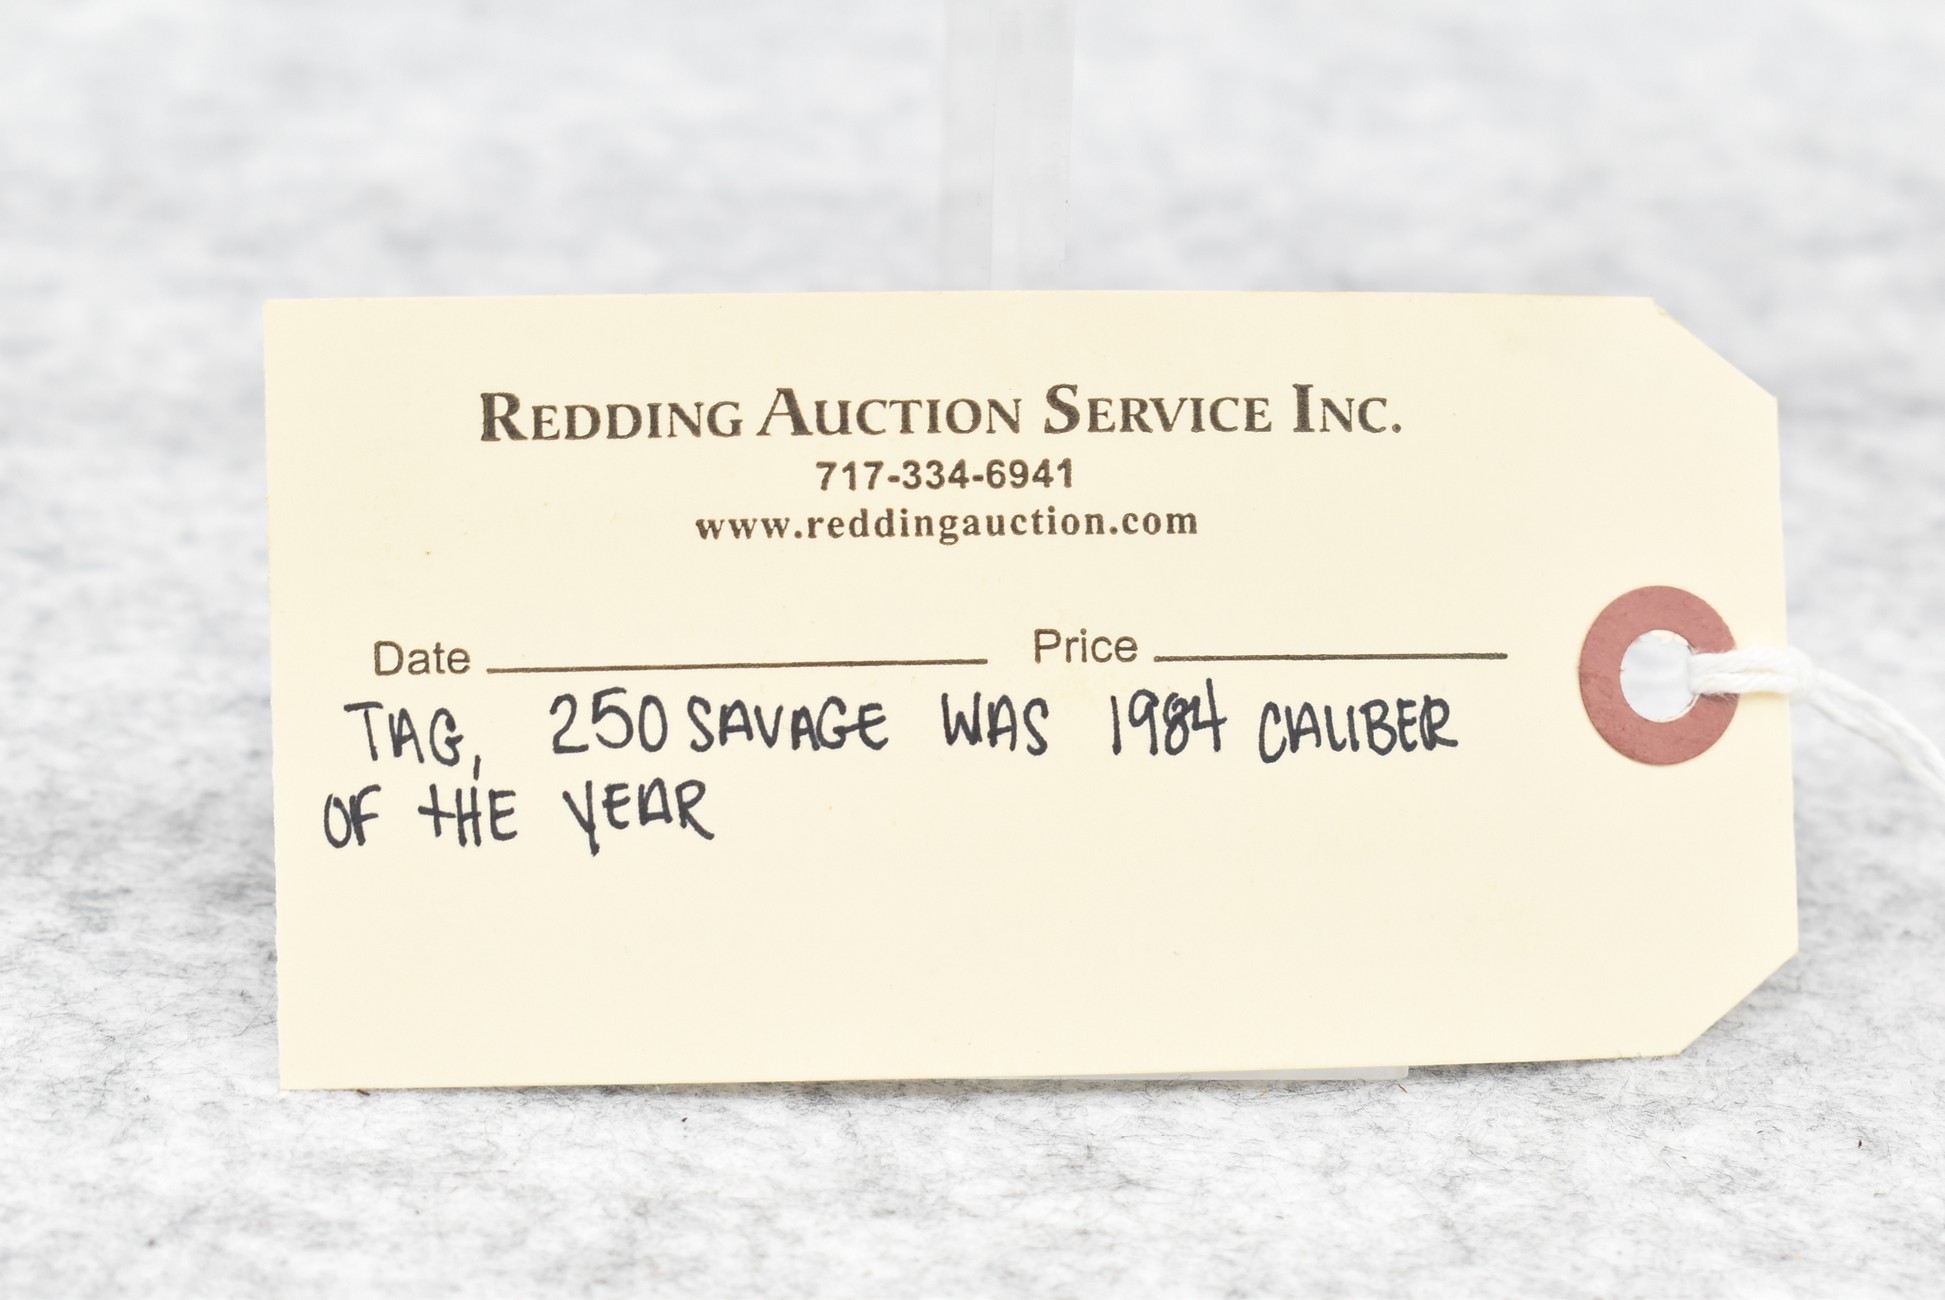 REDDING AUCTION SERVICE INC.
717-334-6941
www.reddingauction.com
Date Price
TAG, 250 SAVAGE WAS 1984 CALIBER
OF tHE YEAR